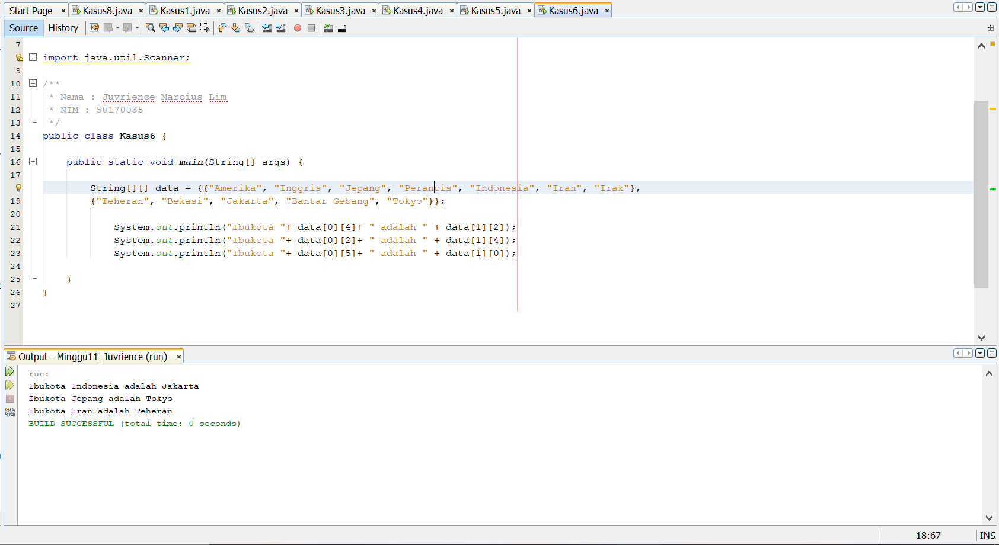 Start Page Kasus8.java Kasus1.java Kasus2.java Kasus3.java Kasus4.java Kasus5.java Kasus6.java
Source History
7
import java.util.Scanner;
9
10 /**
11 * Nama : Juvrience Marcius Lim
12 * NIM : 50170035
13 */
14 public class Kasus6 {
15
16 public static void main(String[] args) {
17
String[][] data = {{"Amerika", "Inggris", "Jepang", "Perancis", "Indonesia", "Iran", "Irak"},
19 {"Teheran", "Bekasi", "Jakarta", "Bantar Gebang", "Tokyo"}};
20
21 System.out.println("Ibukota "+ data[0][4]+ " adalah " + data[1][2]);
22 System.out.println("Ibukota "+ data[0][2]+ " adalah " + data[1][4]);
23 System.out.println("Ibukota "+ data[0][5]+ " adalah " + data[1][0]);
24
25 }
26 }
27
Output - Minggu11_Juvrience (run)
run:
Ibukota Indonesia adalah Jakarta
Ibukota Jepang adalah Tokyo
Ibukota Iran adalah Teheran
BUILD SUCCESSFUL (total time: 0 seconds)
18:67 INS